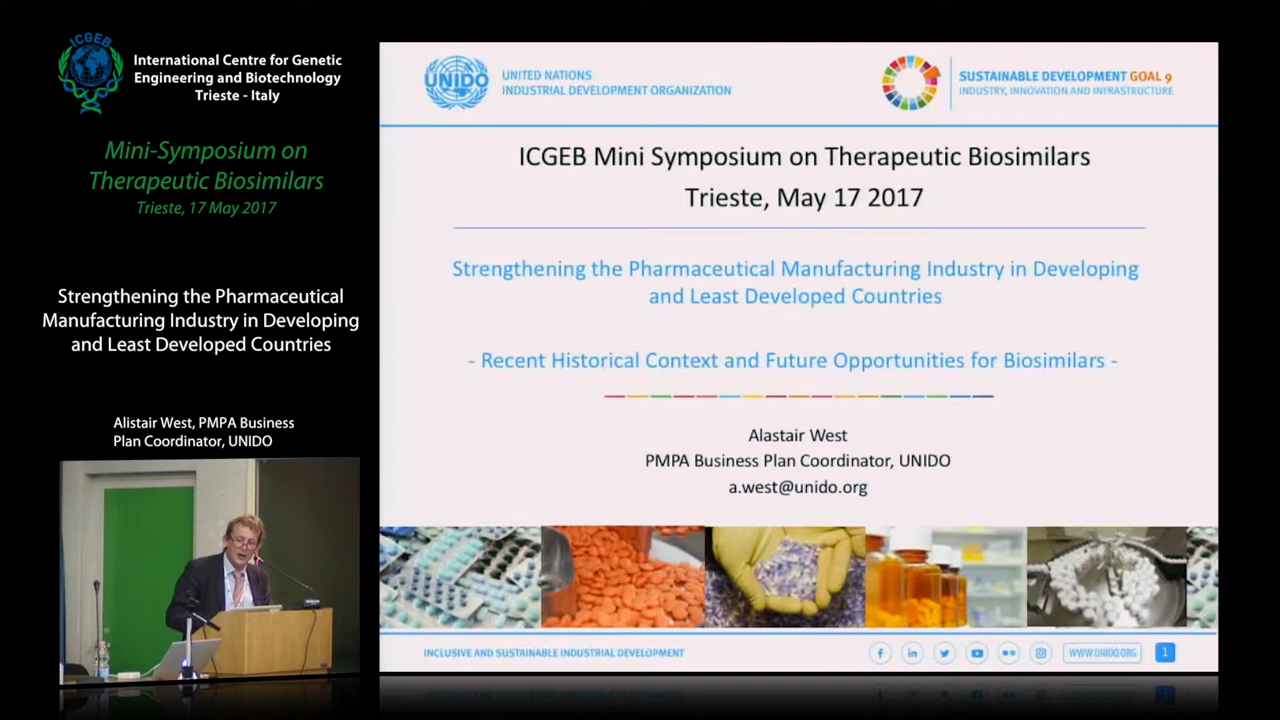 ICGEB
International Centre for Genetic
Engineering and Biotechnology
Trieste - Italy
Mini-Symposium on
Therapeutic Biosimilars
Trieste, 17 May 2017
Strengthening the Pharmaceutical
Manufacturing Industry in Developing
and Least Developed Countries
Alistair West, PMPA Business
Plan Coordinator, UNIDO
UNIDO
UNITED NATIONS
INDUSTRIAL DEVELOPMENT ORGANIZATION
SUSTAINABLE DEVELOPMENT GOAL 9
INDUSTRY, INNOVATION AND INFRASTRUCTURE
ICGEB Mini Symposium on Therapeutic Biosimilars
Trieste, May 17 2017
Strengthening the Pharmaceutical Manufacturing Industry in Developing
and Least Developed Countries
- Recent Historical Context and Future Opportunities for Biosimilars -
Alastair West
PMPA Business Plan Coordinator, UNIDO
a.west@unido.org
INCLUSIVE AND SUSTAINABLE INDUSTRIAL DEVELOPMENT
WWW.UNIDO.ORG
1